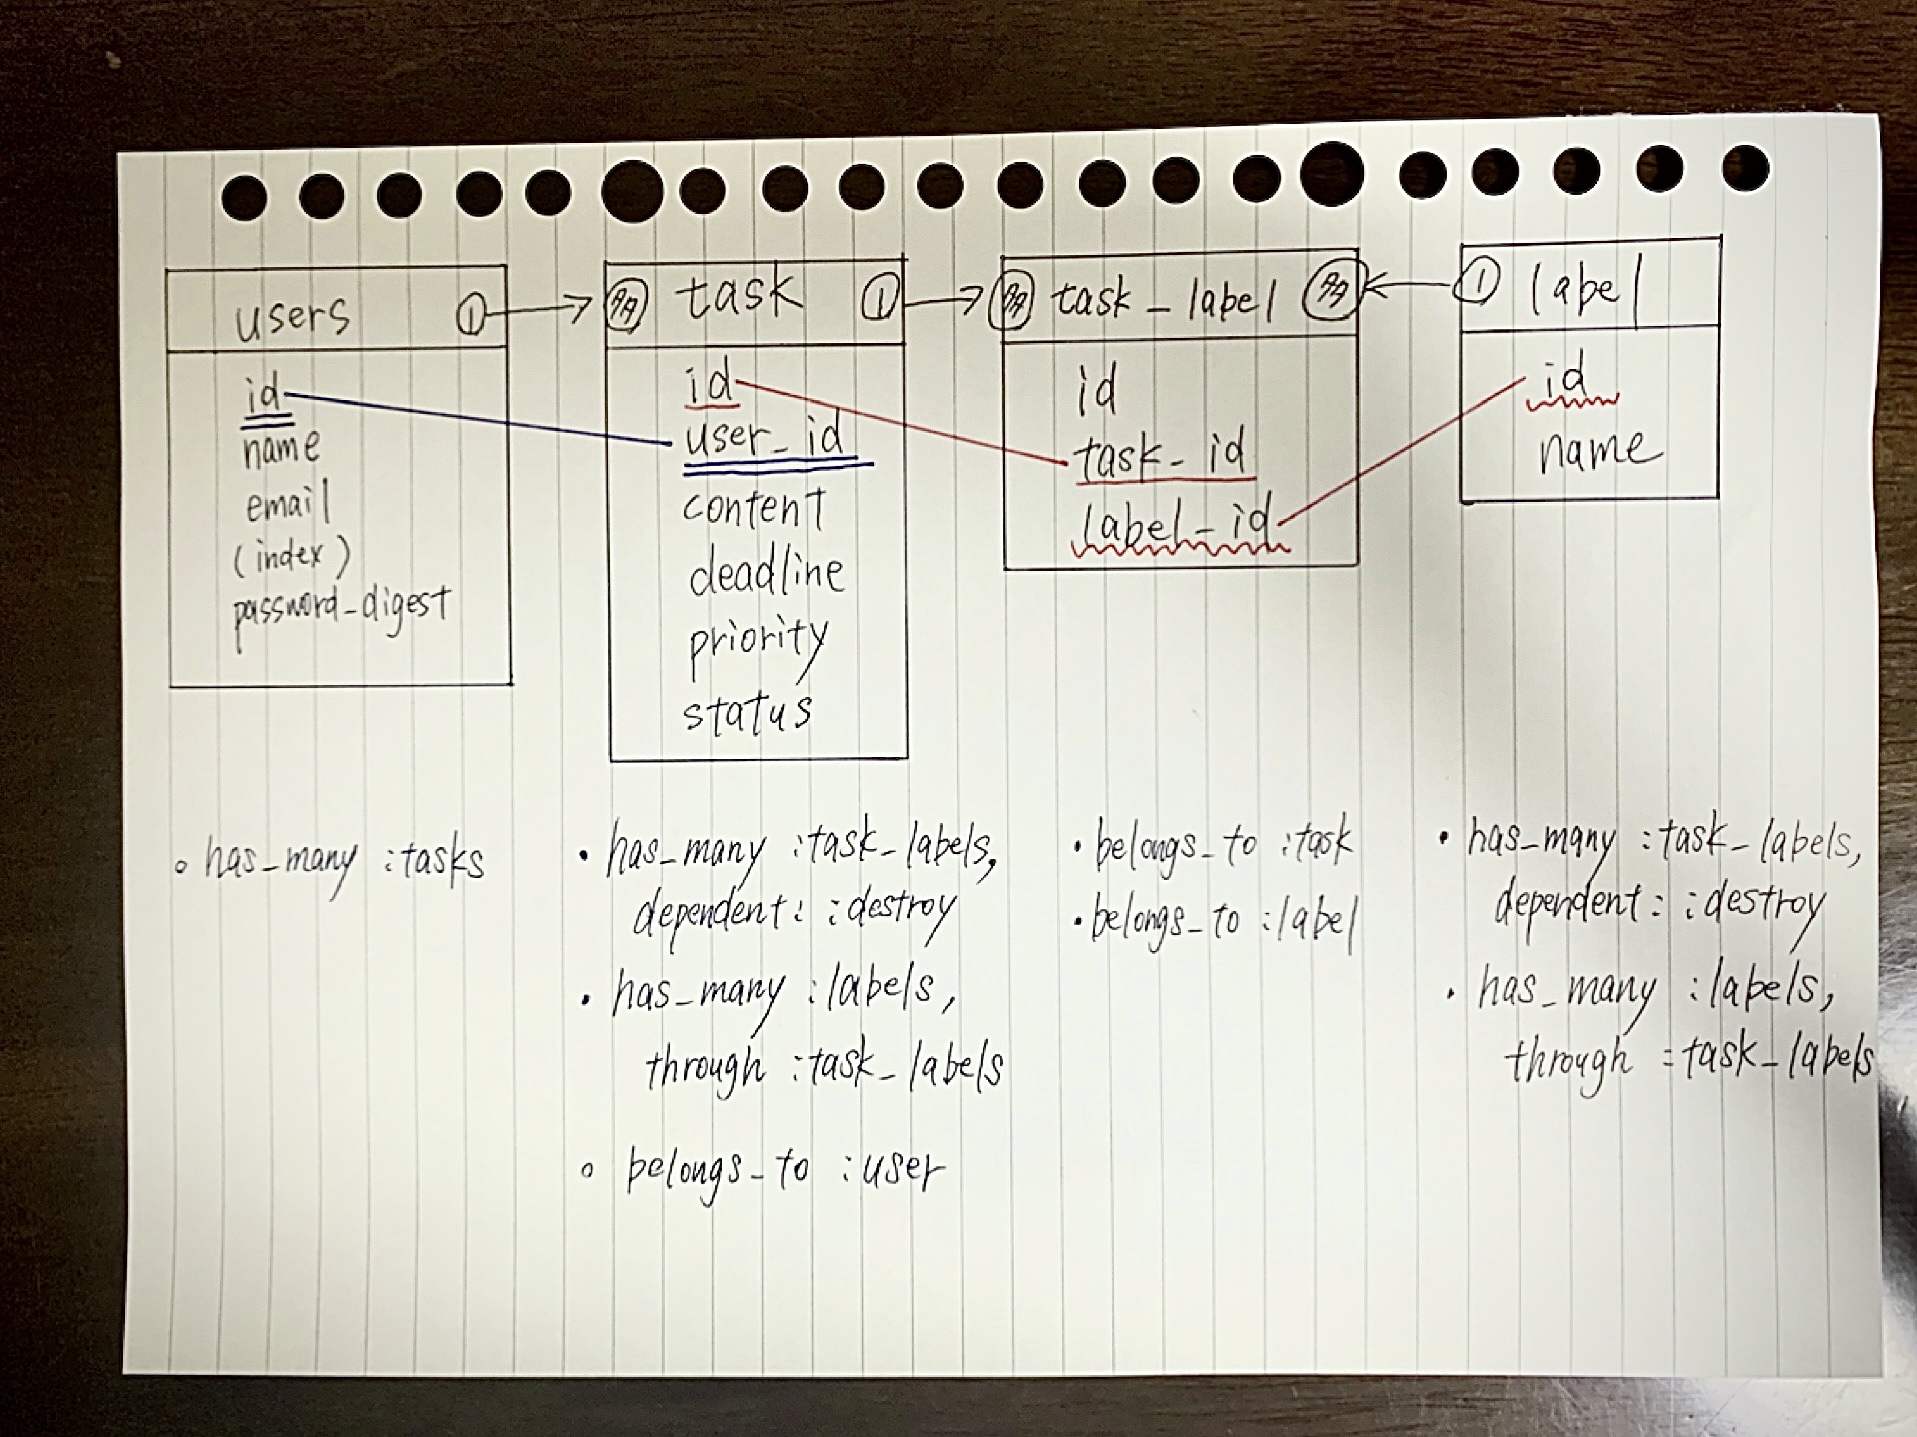 users ① → 多 task ① → 多 task_label 多 ← ① label
id
name
email
(index)
password_digest
id
user_id
content
deadline
priority
status
id
task_id
label_id
id
name
◦ has_many :tasks
・has_many :task_labels,
dependent: :destroy
・has_many :labels,
through :task_labels
◦ belongs_to :user
・belongs_to :task
・belongs_to :label
・has_many :task_labels,
dependent: :destroy
・has_many :labels,
through :task_labels